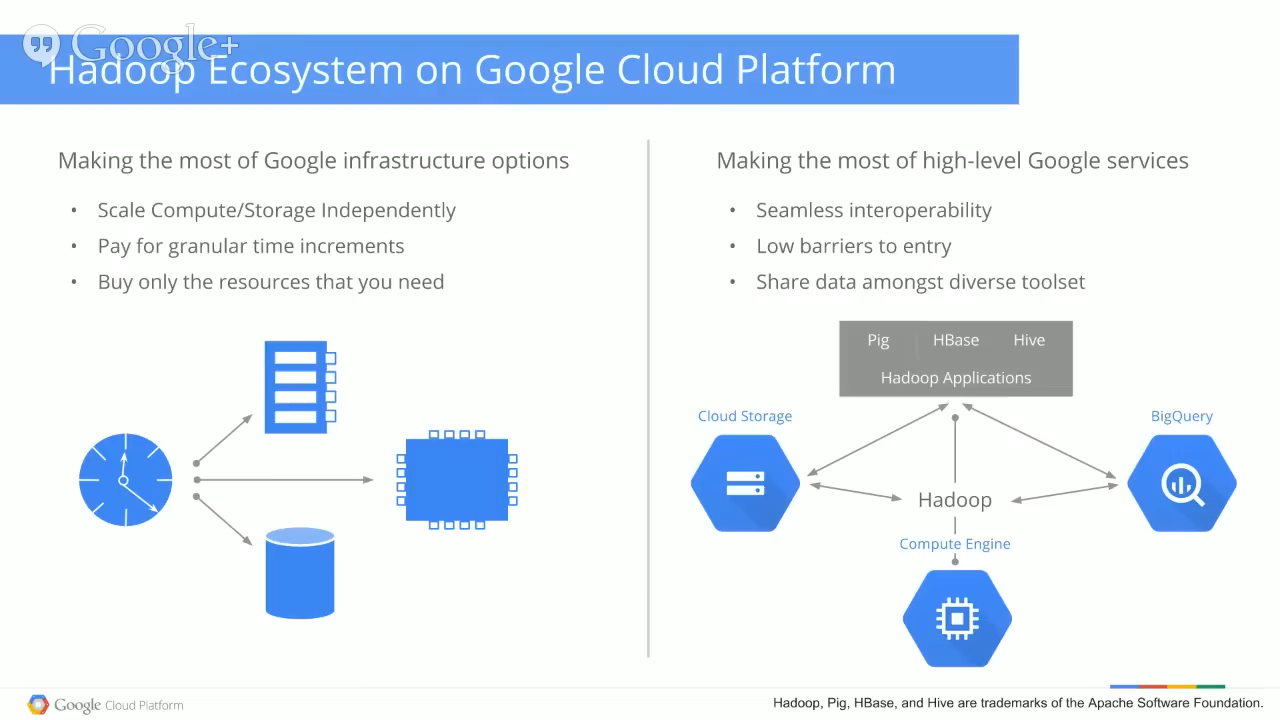 Google+
Hadoop Ecosystem on Google Cloud Platform
Making the most of Google infrastructure options
• Scale Compute/Storage Independently
• Pay for granular time increments
• Buy only the resources that you need
Making the most of high-level Google services
• Seamless interoperability
• Low barriers to entry
• Share data amongst diverse toolset
Pig HBase Hive
Hadoop Applications
Cloud Storage
BigQuery
Hadoop
Compute Engine
Google Cloud Platform
Hadoop, Pig, HBase, and Hive are trademarks of the Apache Software Foundation.